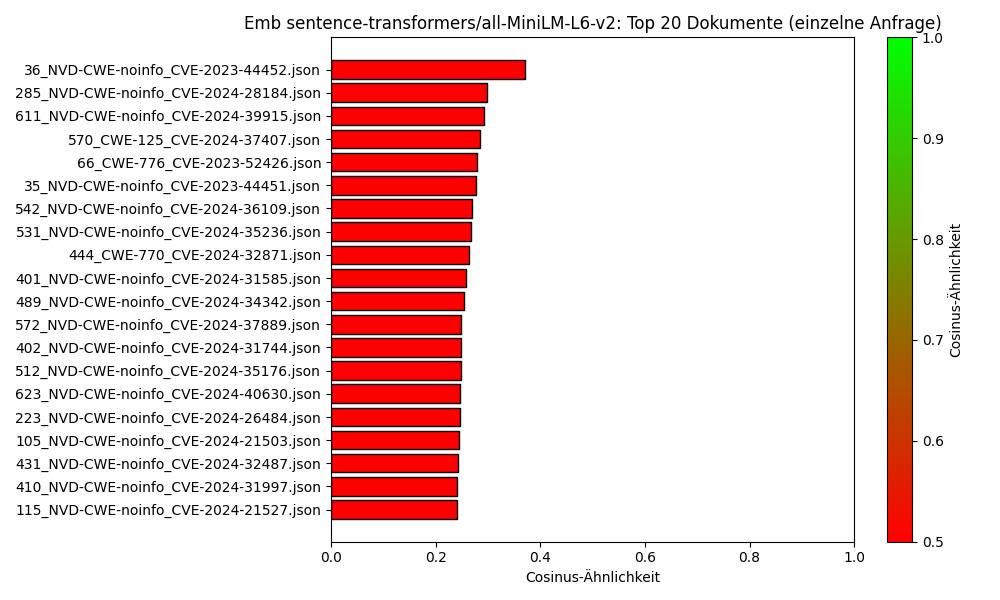 Emb sentence-transformers/all-MiniLM-L6-v2: Top 20 Dokumente (einzelne Anfrage)
36_NVD-CWE-noinfo_CVE-2023-44452.json
285_NVD-CWE-noinfo_CVE-2024-28184.json
611_NVD-CWE-noinfo_CVE-2024-39915.json
570_CWE-125_CVE-2024-37407.json
66_CWE-776_CVE-2023-52426.json
35_NVD-CWE-noinfo_CVE-2023-44451.json
542_NVD-CWE-noinfo_CVE-2024-36109.json
531_NVD-CWE-noinfo_CVE-2024-35236.json
444_CWE-770_CVE-2024-32871.json
401_NVD-CWE-noinfo_CVE-2024-31585.json
489_NVD-CWE-noinfo_CVE-2024-34342.json
572_NVD-CWE-noinfo_CVE-2024-37889.json
402_NVD-CWE-noinfo_CVE-2024-31744.json
512_NVD-CWE-noinfo_CVE-2024-35176.json
623_NVD-CWE-noinfo_CVE-2024-40630.json
223_NVD-CWE-noinfo_CVE-2024-26484.json
105_NVD-CWE-noinfo_CVE-2024-21503.json
431_NVD-CWE-noinfo_CVE-2024-32487.json
410_NVD-CWE-noinfo_CVE-2024-31997.json
115_NVD-CWE-noinfo_CVE-2024-21527.json
0.0 0.2 0.4 0.6 0.8 1.0
Cosinus-Ähnlichkeit
1.0
0.9
0.8
0.7
0.6
0.5
Cosinus-Ähnlichkeit